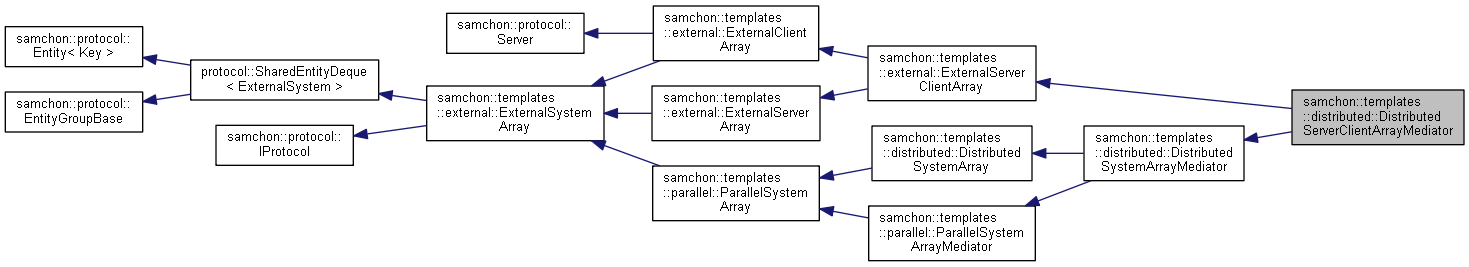 samchon::protocol::
Entity< Key >
samchon::protocol::
EntityGroupBase
protocol::SharedEntityDeque
< ExternalSystem >
samchon::protocol::
IProtocol
samchon::protocol::
Server
samchon::templates
::external::ExternalSystem
Array
samchon::templates
::external::ExternalClient
Array
samchon::templates
::external::ExternalServer
Array
samchon::templates
::parallel::ParallelSystem
Array
samchon::templates
::external::ExternalServer
ClientArray
samchon::templates
::distributed::Distributed
SystemArray
samchon::templates
::parallel::ParallelSystem
ArrayMediator
samchon::templates
::distributed::Distributed
SystemArrayMediator
samchon::templates
::distributed::Distributed
ServerClientArrayMediator